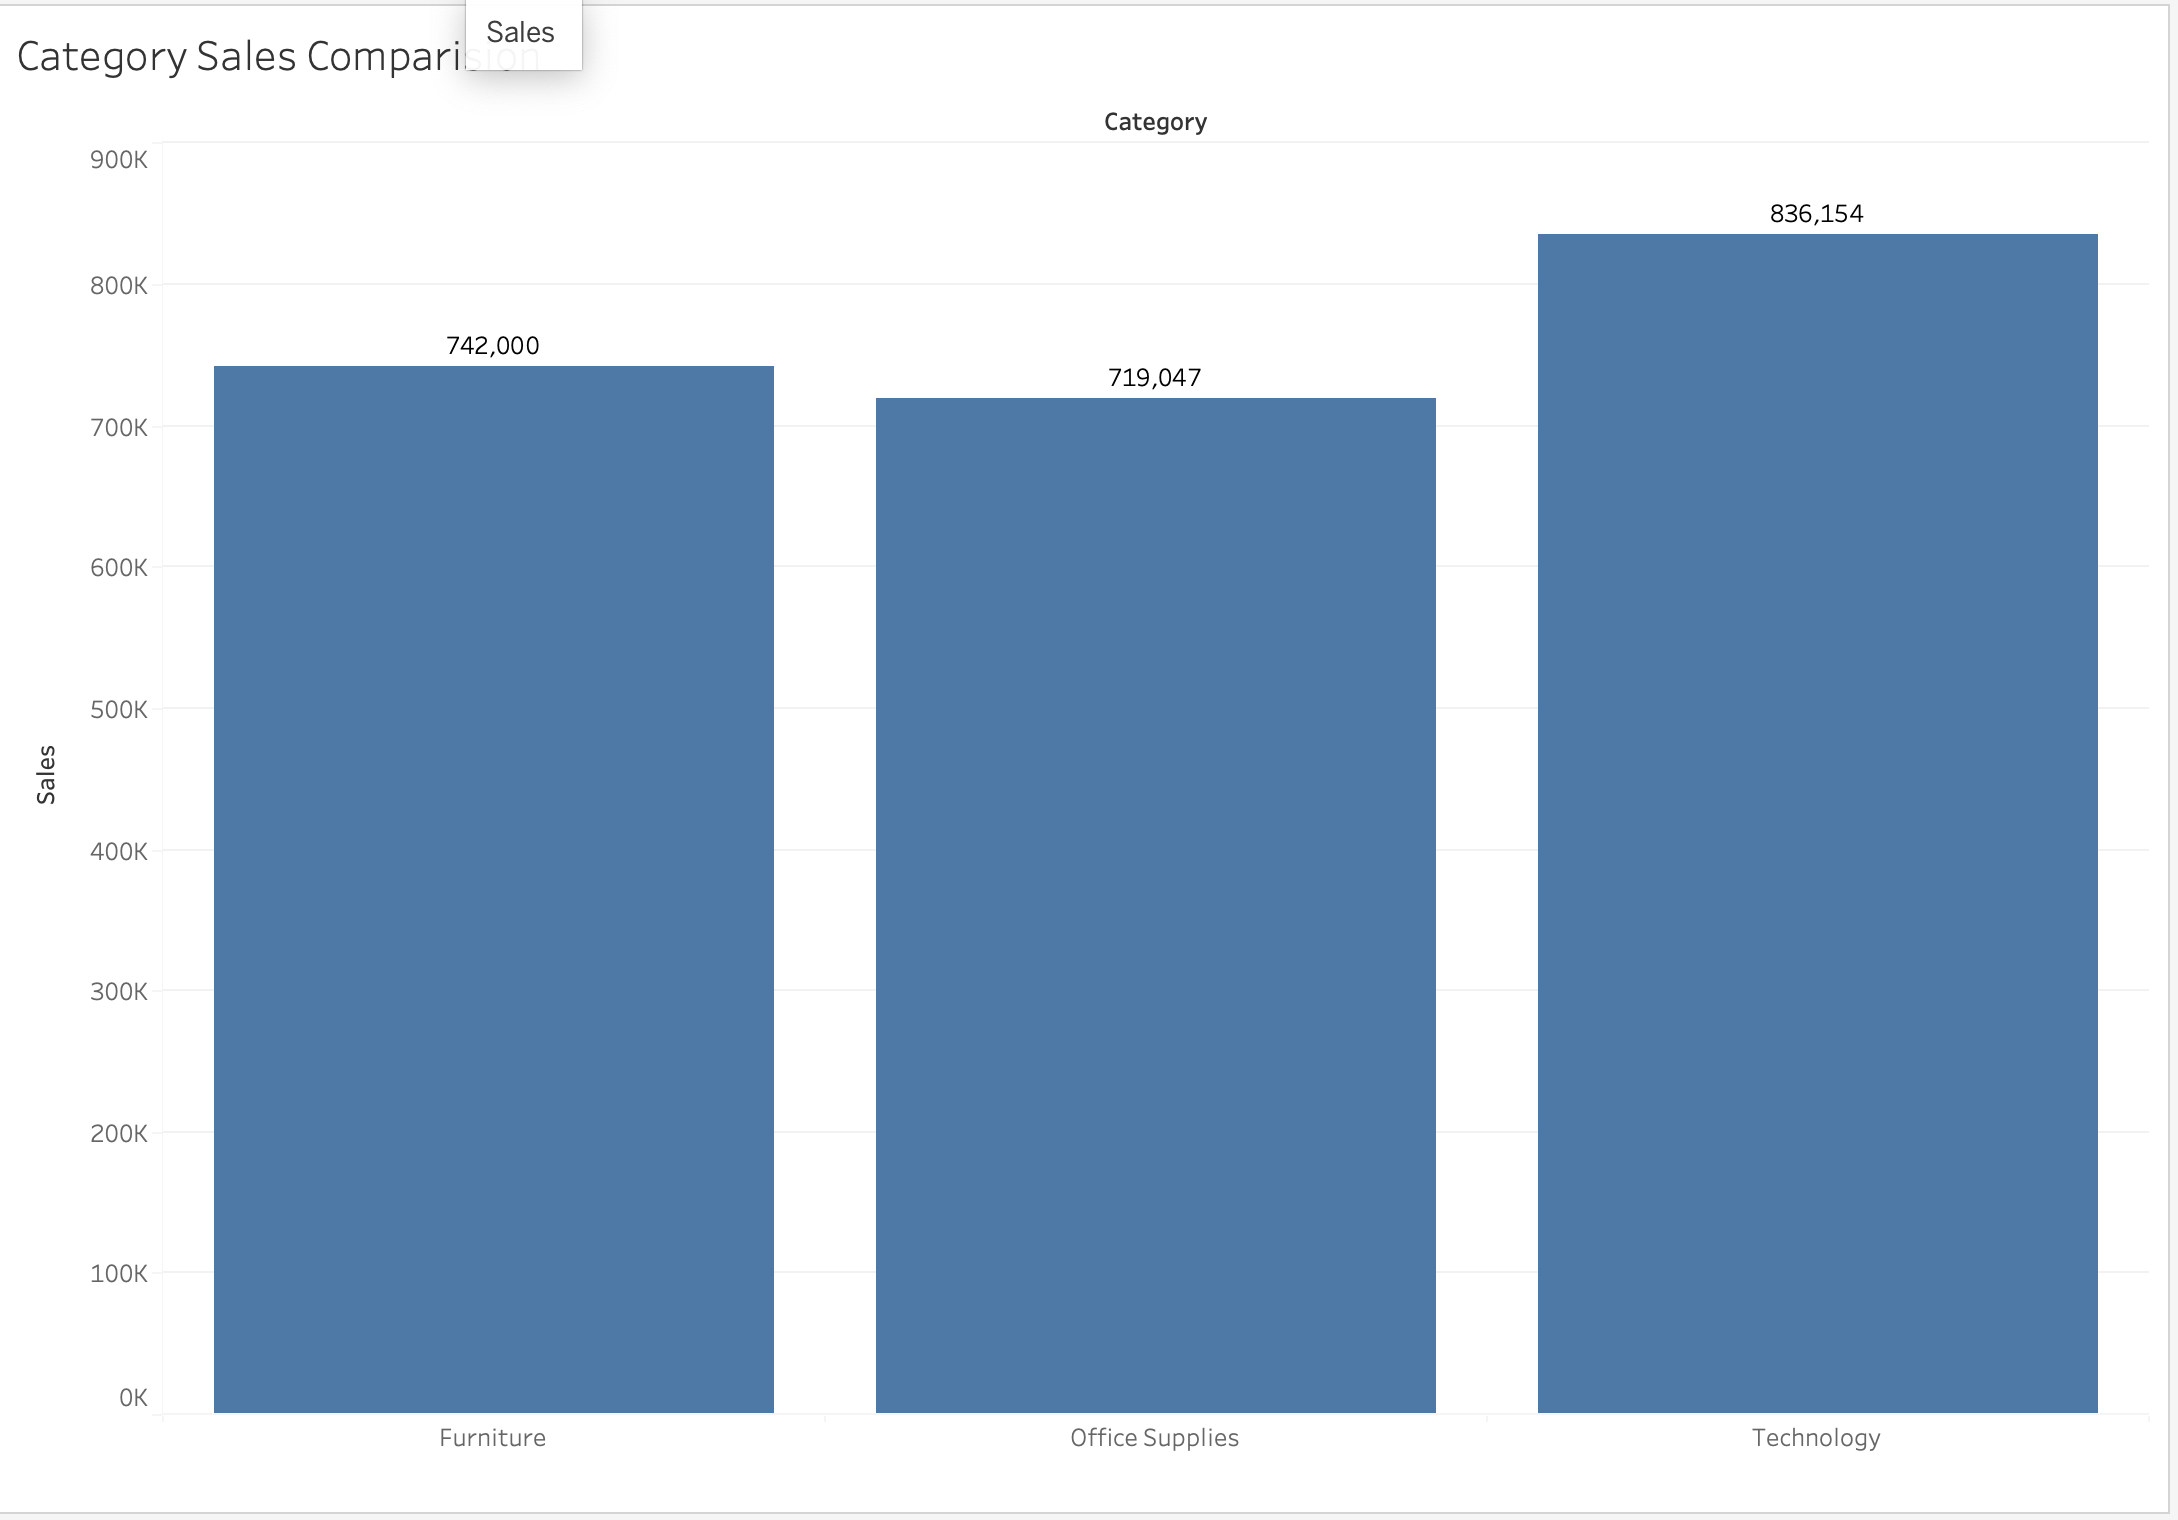 Sales
Category Sales Comparision
Category
900K
800K
700K
600K
500K
400K
300K
200K
100K
0K
Sales
836,154
742,000
719,047
Furniture
Office Supplies
Technology